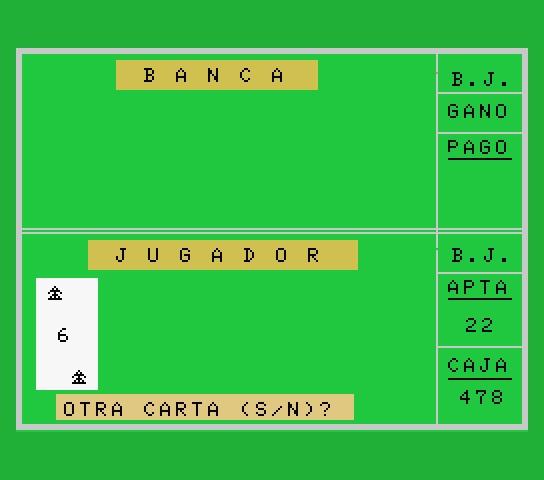 B A N C A
B.J.
GANO
PAGO
J U G A D O R
B.J.
APTA
22
6
CAJA
478
OTRA CARTA (S/N)?